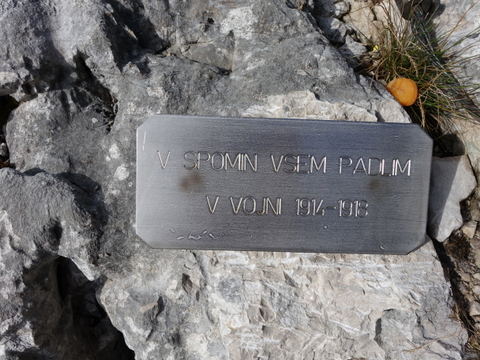 V SPOMIN VSEM PADLIM
V VOJNI 1914-1918